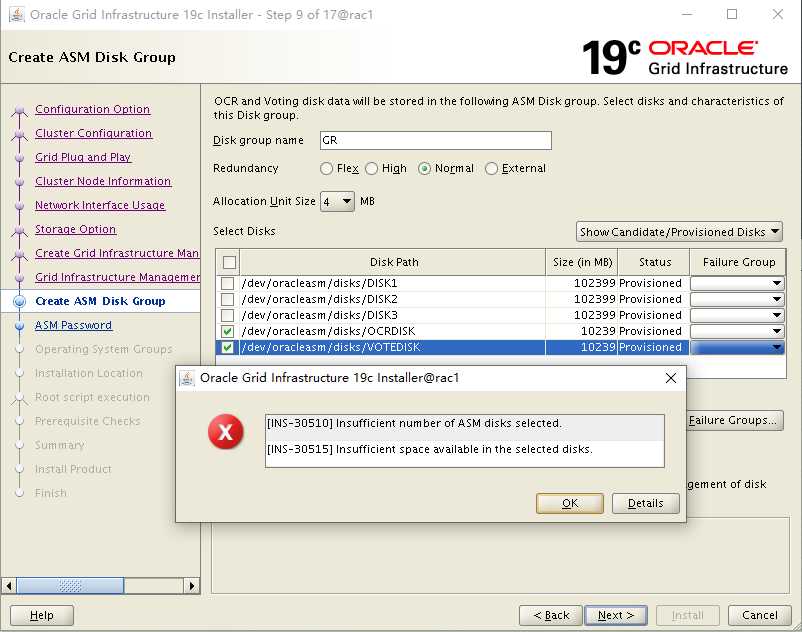 Oracle Grid Infrastructure 19c Installer - Step 9 of 17@rac1
Create ASM Disk Group
19c ORACLE
Grid Infrastructure
Configuration Option
Cluster Configuration
Grid Plug and Play
Cluster Node Information
Network Interface Usage
Storage Option
Create Grid Infrastructure Man
Grid Infrastructure Managemer
Create ASM Disk Group
ASM Password
Operating System Groups
Installation Location
Root script execution
Prerequisite Checks
Summary
Install Product
Finish
OCR and Voting disk data will be stored in the following ASM Disk group. Select disks and characteristics of
this Disk group.
Disk group name GR
Redundancy Flex High Normal External
Allocation Unit Size 4 MB
Select Disks Show Candidate/Provisioned Disks
Disk Path Size (in MB) Status Failure Group
/dev/oracleasm/disks/DISK1 102399 Provisioned
/dev/oracleasm/disks/DISK2 102399 Provisioned
/dev/oracleasm/disks/DISK3 102399 Provisioned
/dev/oracleasm/disks/OCRDISK 10239 Provisioned
/dev/oracleasm/disks/VOTEDISK 10239 Provisioned
Oracle Grid Infrastructure 19c Installer@rac1
[INS-30510] Insufficient number of ASM disks selected.
[INS-30515] Insufficient space available in the selected disks.
OK Details
Failure Groups...
gement of disk
Help < Back Next > Install Cancel